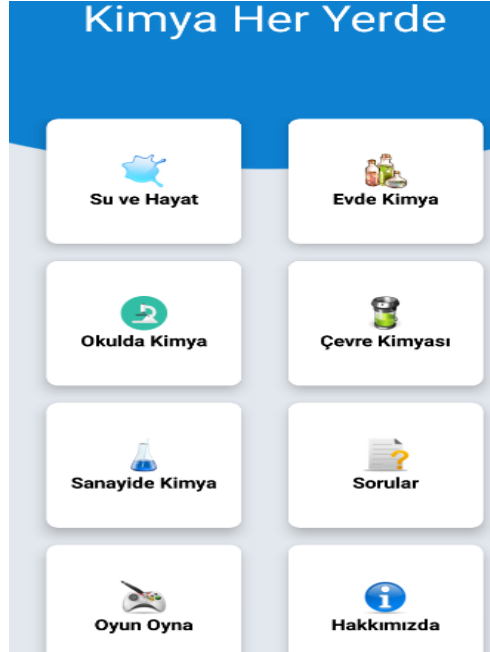 Kimya Her Yerde
Su ve Hayat
Evde Kimya
Okulda Kimya
Çevre Kimyası
Sanayide Kimya
Sorular
Oyun Oyna
Hakkımızda